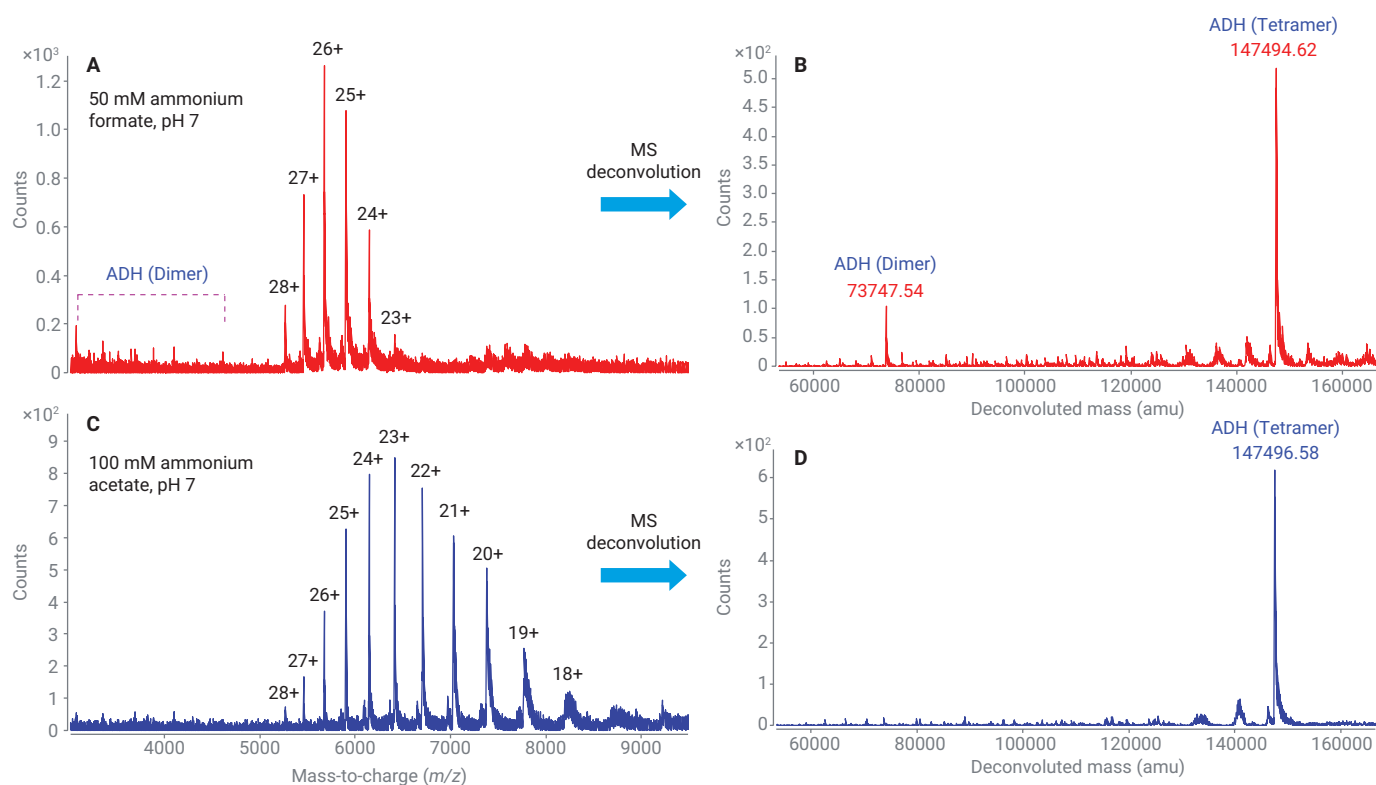 A
50 mM ammonium
formate, pH 7
×10³
1.2
1.0
0.8
0.6
0.4
0.2
0
Counts
ADH (Dimer)
28+
27+
26+
25+
24+
23+
MS
deconvolution
B
×10²
5.0
4.5
4.0
3.5
3.0
2.5
2.0
1.5
1.0
0.5
0
Counts
ADH (Dimer)
73747.54
ADH (Tetramer)
147494.62
60000 80000 100000 120000 140000 160000
Deconvoluted mass (amu)
C
100 mM ammonium
acetate, pH 7
×10²
9
8
7
6
5
4
3
2
1
0
Counts
28+
27+
26+
25+
24+
23+
22+
21+
20+
19+
18+
4000 5000 6000 7000 8000 9000
Mass-to-charge (m/z)
MS
deconvolution
D
×10²
6
5
4
3
2
1
0
Counts
ADH (Tetramer)
147496.58
60000 80000 100000 120000 140000 160000
Deconvoluted mass (amu)